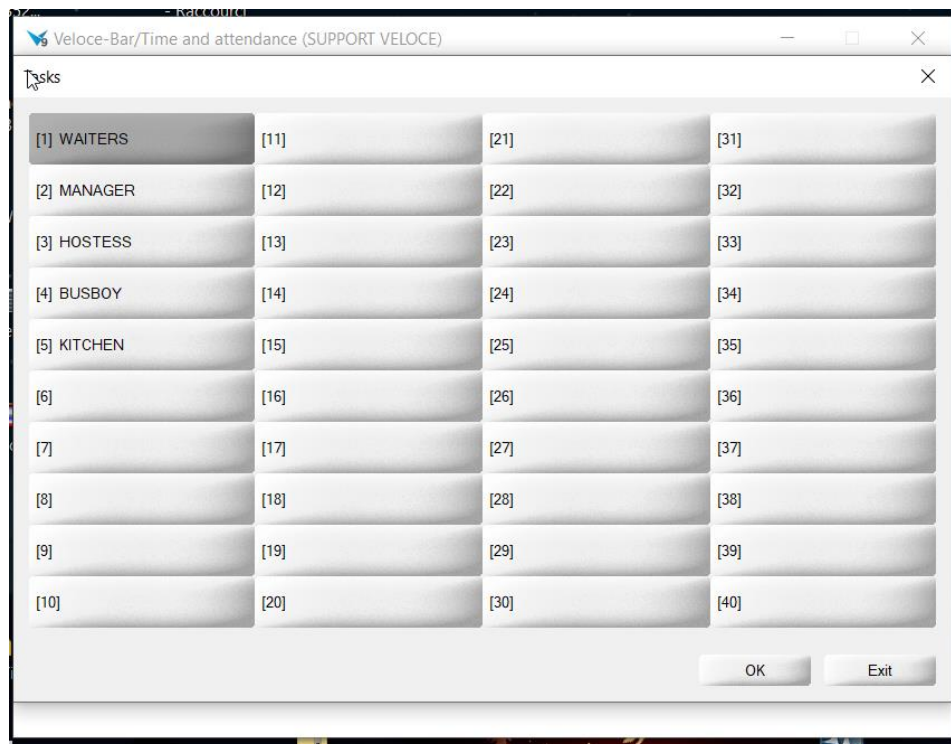 - Raccourci
Veloce-Bar/Time and attendance (SUPPORT VELOCE)
Tasks
[1] WAITERS [11] [21] [31]
[2] MANAGER [12] [22] [32]
[3] HOSTESS [13] [23] [33]
[4] BUSBOY [14] [24] [34]
[5] KITCHEN [15] [25] [35]
[6] [16] [26] [36]
[7] [17] [27] [37]
[8] [18] [28] [38]
[9] [19] [29] [39]
[10] [20] [30] [40]
OK Exit